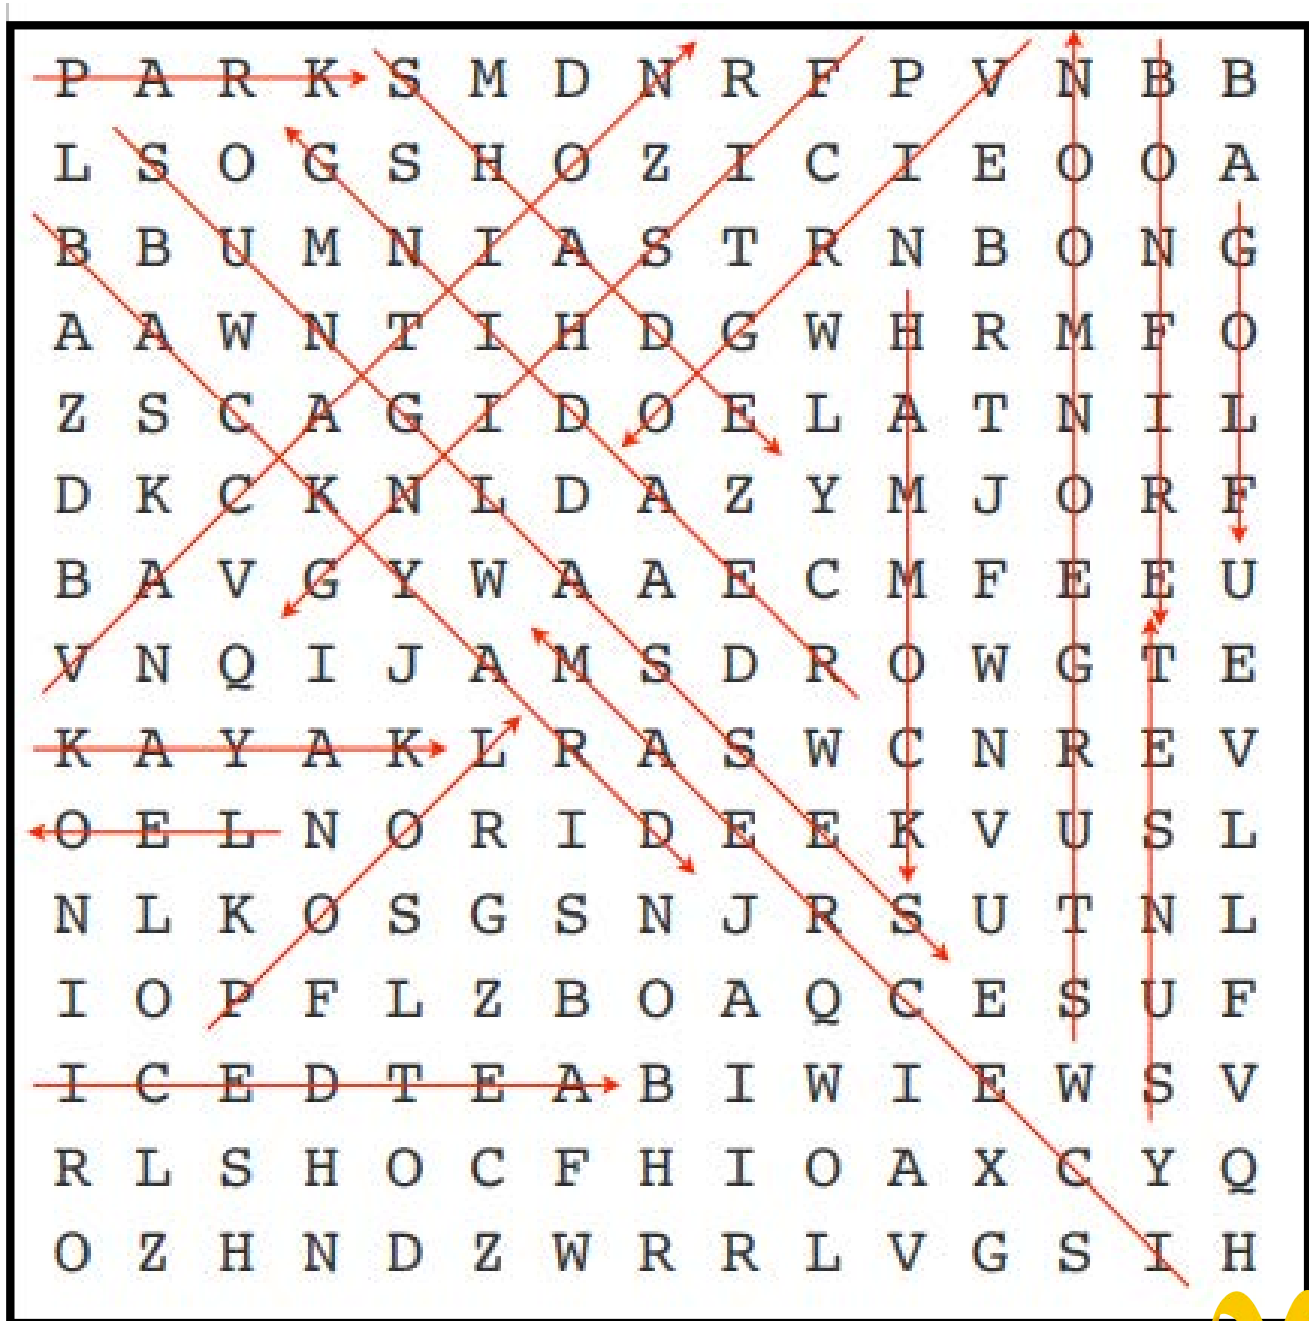 P A R K S M D N R F P V N B B
L S O G S H O Z I C I E O O A
B B U M N I A S T R N B O N G
A A W N T I H D G W H R M F O
Z S C A G I D O E L A T N I L
D K C K N L D A Z Y M J O R F
B A V G Y W A A E C M F E E U
V N Q I J A M S D R O W G T E
K A Y A K L R A S W C N R E V
O E L N O R I D E E K V U S L
N L K O S G S N J R S U T N L
I O P F L Z B O A Q C E S U F
I C E D T E A B I W I E W S V
R L S H O C F H I O A X C Y Q
O Z H N D Z W R R L V G S I H